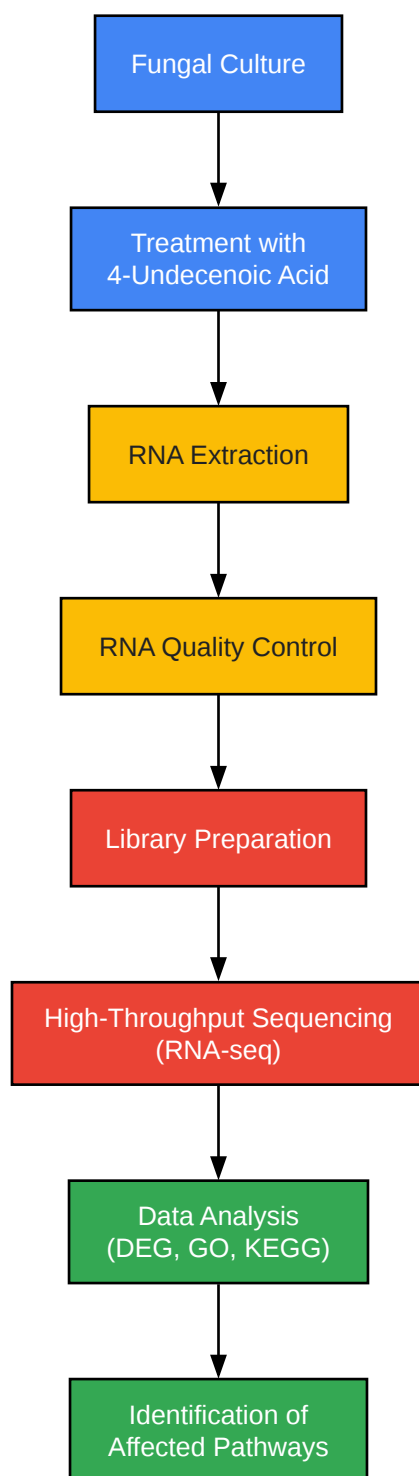 Fungal Culture
Treatment with
4-Undecenoic Acid
RNA Extraction
RNA Quality Control
Library Preparation
High-Throughput Sequencing
(RNA-seq)
Data Analysis
(DEG, GO, KEGG)
Identification of
Affected Pathways